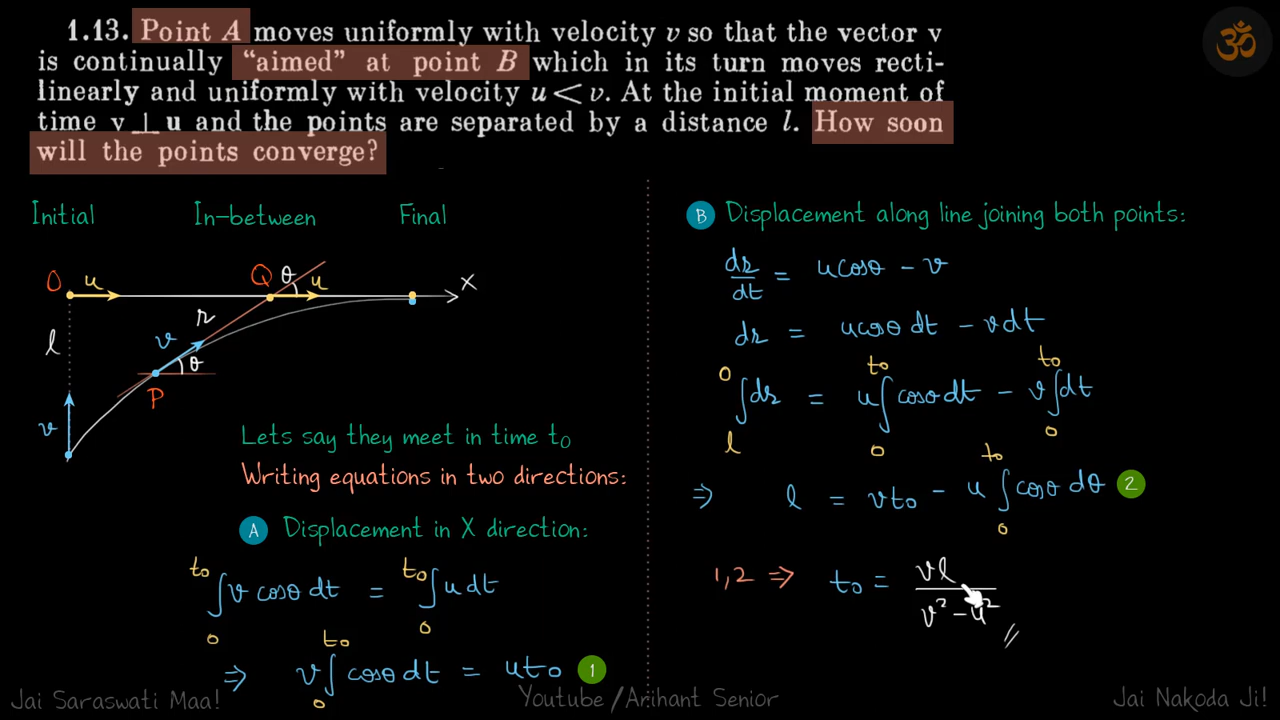 1.13. Point A moves uniformly with velocity v so that the vector v
is continually “aimed” at point B which in its turn moves recti-
linearly and uniformly with velocity u < v. At the initial moment of
time v ⊥ u and the points are separated by a distance l. How soon
will the points converge?
ॐ
Initial In-between Final
O u Q θ u X
l v r θ
P
v
Lets say they meet in time t₀
Writing equations in two directions:
A Displacement in X direction:
∫₀^t₀ v cosθ dt = ∫₀^t₀ u dt
⇒ v ∫₀^t₀ cosθ dt = ut₀ 1
B Displacement along line joining both points:
dr/dt = u cosθ - v
dr = u cosθ dt - v dt
∫_l^0 dr = u ∫₀^t₀ cosθ dt - v ∫₀^t₀ dt
⇒ l = vt₀ - u ∫₀^t₀ cosθ dθ 2
1,2 ⇒ t₀ = vl / (v² - u²) //
Jai Saraswati Maa! Youtube /Arihant Senior Jai Nakoda Ji!